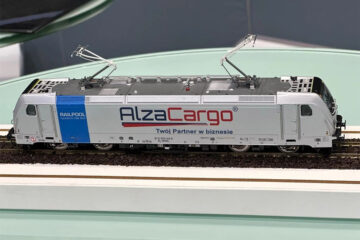 RAILPOOL
AlzaCargo®
Twój Partner w biznesie